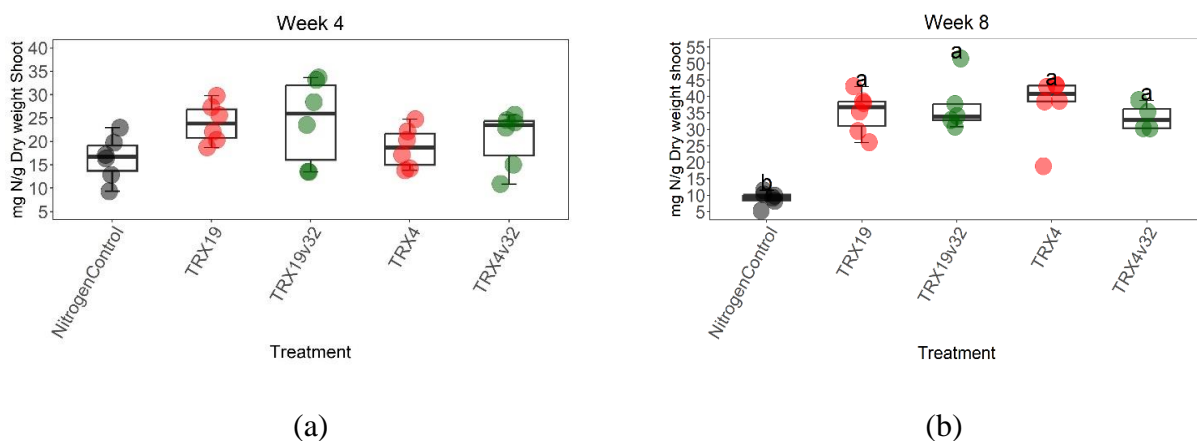 Week 4
mg N/g Dry weight Shoot
40
35
30
25
20
15
10
5
NitrogenControl
TRX19
TRX19v32
TRX4
TRX4v32
Treatment
(a)
Week 8
mg N/g Dry weight shoot
55
50
45
40
35
30
25
20
15
10
5
b
a
a
a
a
NitrogenControl
TRX19
TRX19v32
TRX4
TRX4v32
Treatment
(b)